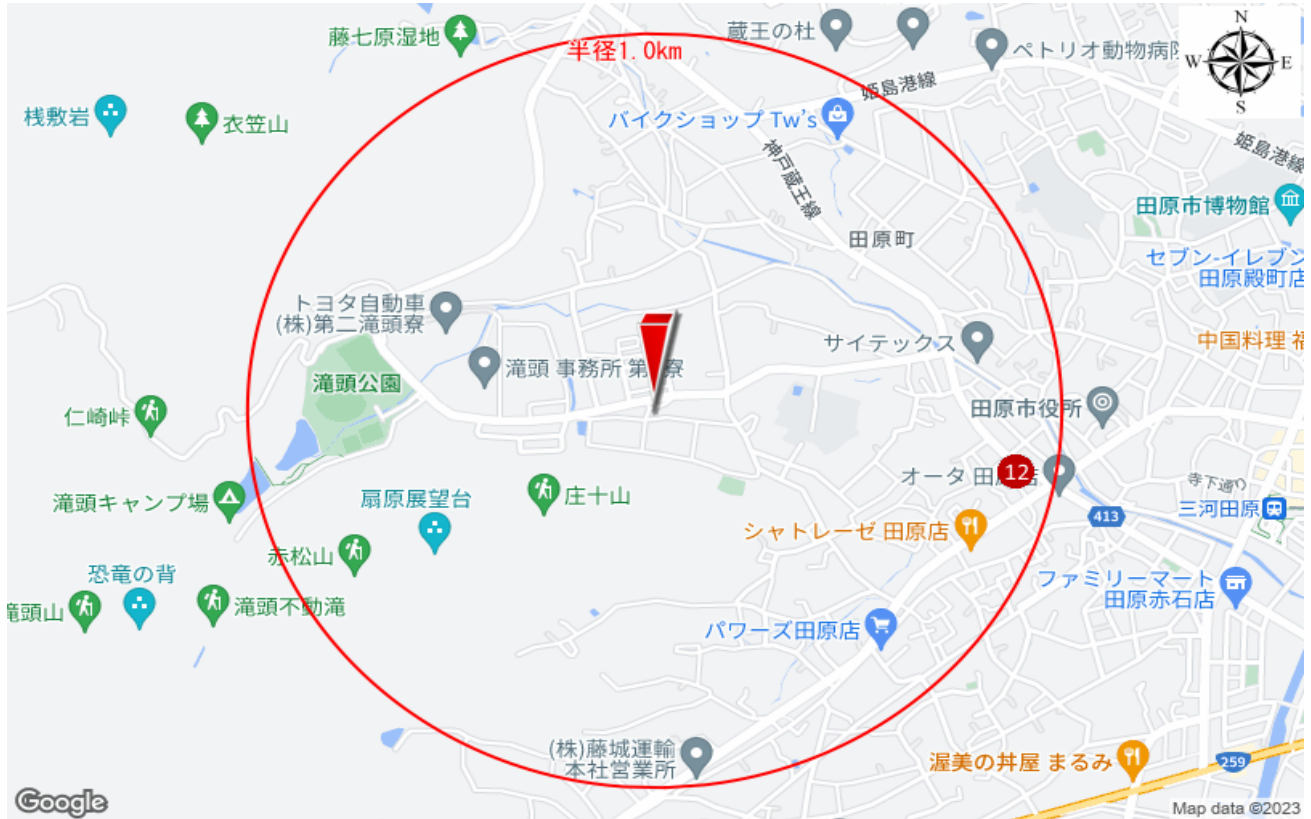 藤七原湿地
蔵王の杜
半径1.0km
ペトリオ動物病院
N
W
E
S
姫島港線
桟敷岩
衣笠山
バイクショップ Tw's
神戸蔵王線
姫島港線
田原市博物館
田原町
セブン-イレブン
田原殿町店
トヨタ自動車
(株)第二滝頭寮
サイテックス
中国料理
滝頭 事務所 第
寮
滝頭公園
仁崎峠
田原市役所
オータ 田原
12
寺下通り
滝頭キャンプ場
扇原展望台
庄十山
三河田原
413
シャトレーゼ 田原店
赤松山
恐竜の背
ファミリーマート
田原赤石店
滝頭山
滝頭不動滝
パワーズ田原店
(株)藤城運輸
本社営業所
渥美の丼屋 まるみ
259
Google
Map data ©2023